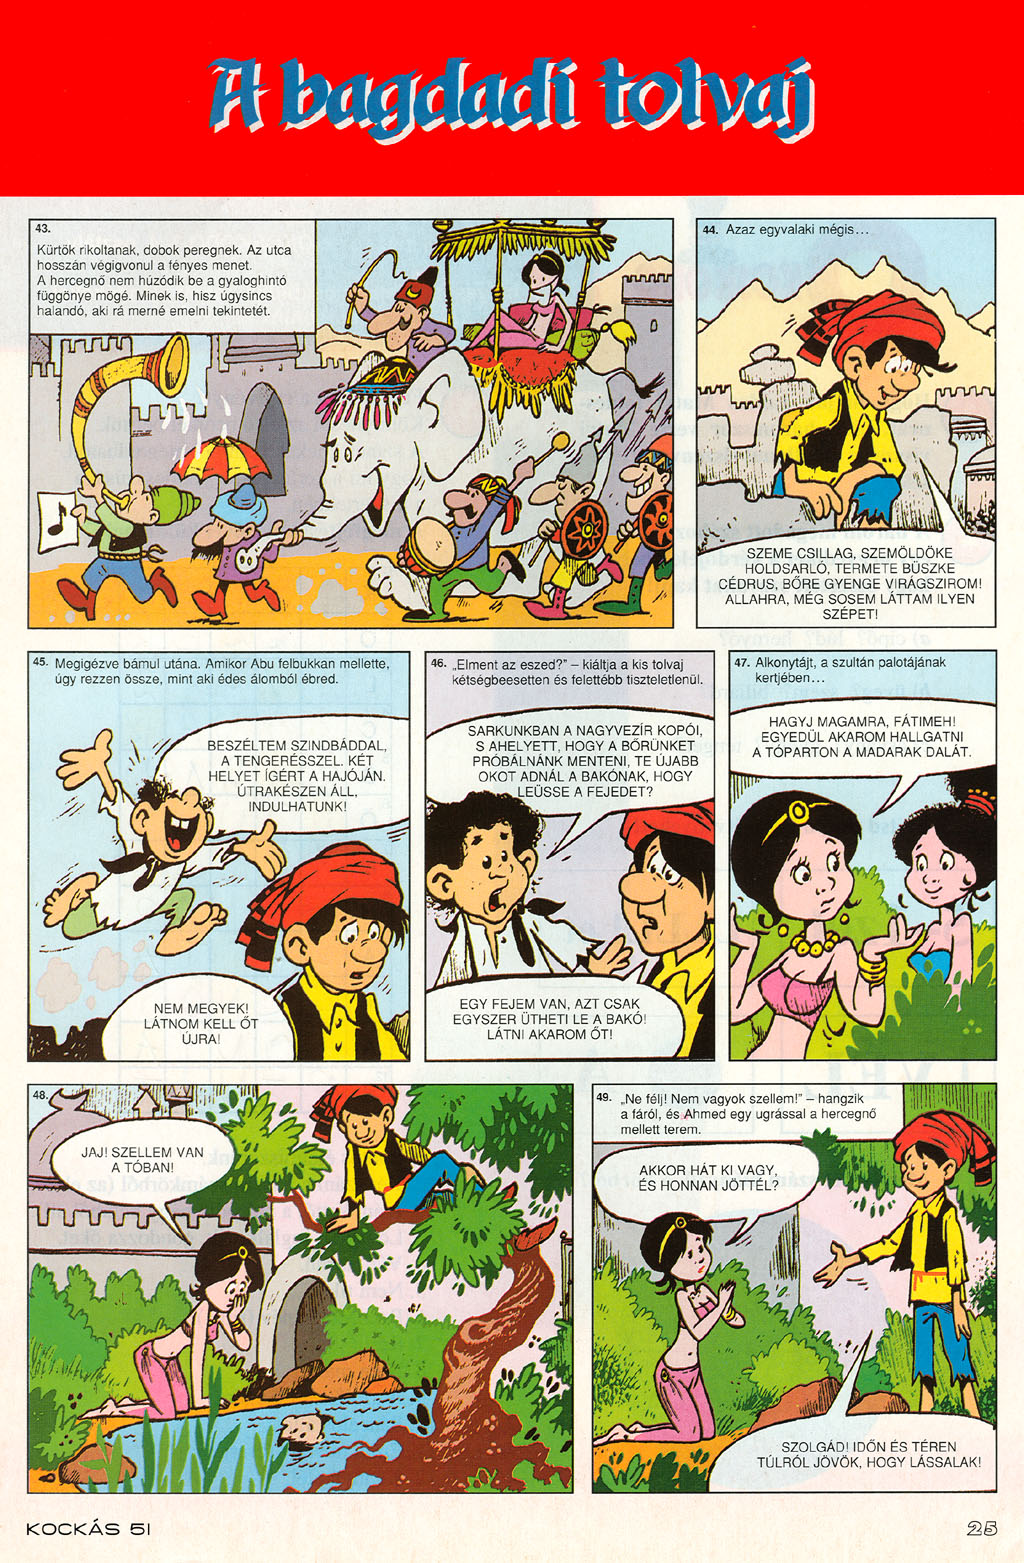 A bagdadi tolvaj
43.
Kürtök rikoltanak, dobok peregnek. Az utca
hosszán végigvonul a fényes menet.
A hercegnő nem húzódik be a gyaloghintó
függönye mögé. Minek is, hisz úgysincs
halandó, aki rá merné emelni tekintetét.
44. Azaz egyvalaki mégis...
SZEME CSILLAG, SZEMÖLDÖKE
HOLDSARLÓ, TERMETE BÜSZKE
CÉDRUS, BŐRE GYENGE VIRÁGSZIROM!
ALLAHRA, MÉG SOSEM LÁTTAM ILYEN
SZÉPET!
45. Megigézve bámul utána. Amikor Abu felbukkan mellette,
úgy rezzen össze, mint aki édes álomból ébred.
BESZÉLTEM SZINDBÁDDAL,
A TENGERÉSSZEL. KÉT
HELYET ÍGÉRT A HAJÓJÁN.
ÚTRAKÉSZEN ÁLL,
INDULHATUNK!
NEM MEGYEK!
LÁTNOM KELL ŐT
ÚJRA!
46. „Elment az eszed?" – kiáltja a kis tolvaj
kétségbeesetten és felettébb tiszteletlenül.
SARKUNKBAN A NAGYVEZÍR KOPÓI,
S AHELYETT, HOGY A BŐRÜNKET
PRÓBÁLNÁNK MENTENI, TE ÚJABB
OKOT ADNÁL A BAKÓNAK, HOGY
LEÜSSE A FEJEDET?
EGY FEJEM VAN, AZT CSAK
EGYSZER ÜTHETI LE A BAKÓ!
LÁTNI AKAROM ŐT!
47. Alkonytájt, a szultán palotájának
kertjében...
HAGYJ MAGAMRA, FÁTIMEH!
EGYEDÜL AKAROM HALLGATNI
A TÓPARTON A MADARAK DALÁT.
48.
JAJ! SZELLEM VAN
A TÓBAN!
49. „Ne félj! Nem vagyok szellem!" – hangzik
a fáról, és Ahmed egy ugrással a hercegnő
mellett terem.
AKKOR HÁT KI VAGY,
ÉS HONNAN JÖTTÉL?
SZOLGÁD! IDŐN ÉS TÉREN
TÚLRÓL JÖVÖK, HOGY LÁSSALAK!
KOCKÁS 51
25